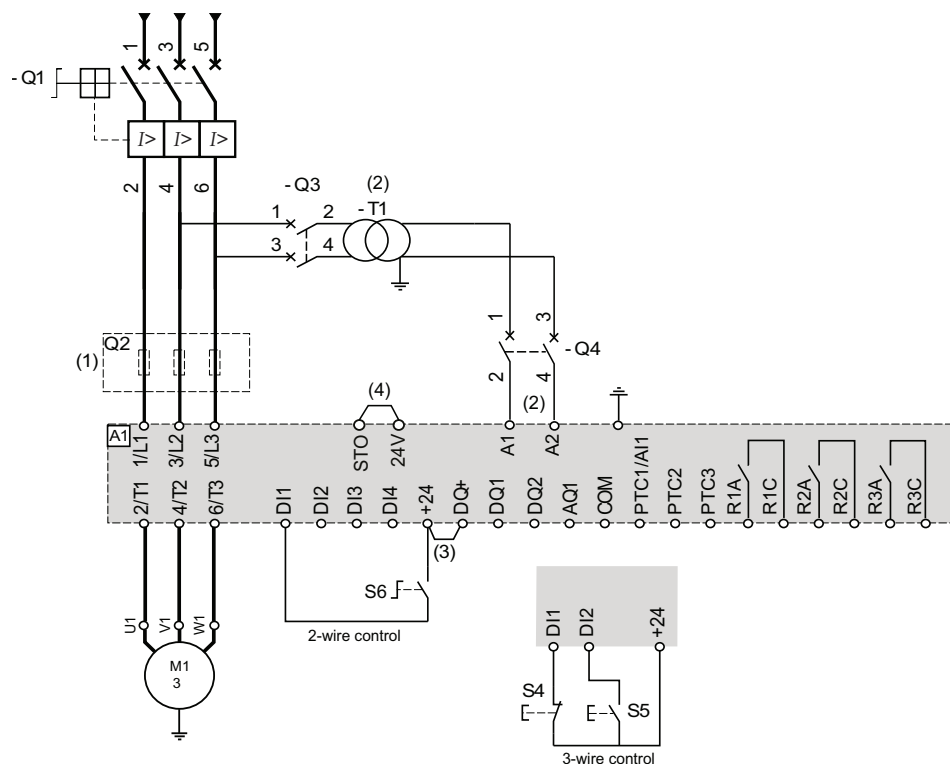 1 3 5
-Q1
I> I> I>
2 4 6
-Q3 (2)
1 2 -T1
3 4
1 3
Q2
(1)
-Q4
2 4
(4) (2)
A1
1/L1 3/L2 5/L3 STO 24V A1 A2
2/T1 4/T2 6/T3 DI1 DI2 DI3 DI4 +24 DQ+ DQ1 DQ2 AQ1 COM PTC1/AI1 PTC2 PTC3 R1A R1C R2A R2C R3A R3C
(3)
S6
2-wire control
U1 V1 W1
M1
3
DI1 DI2 +24
S4 S5
3-wire control